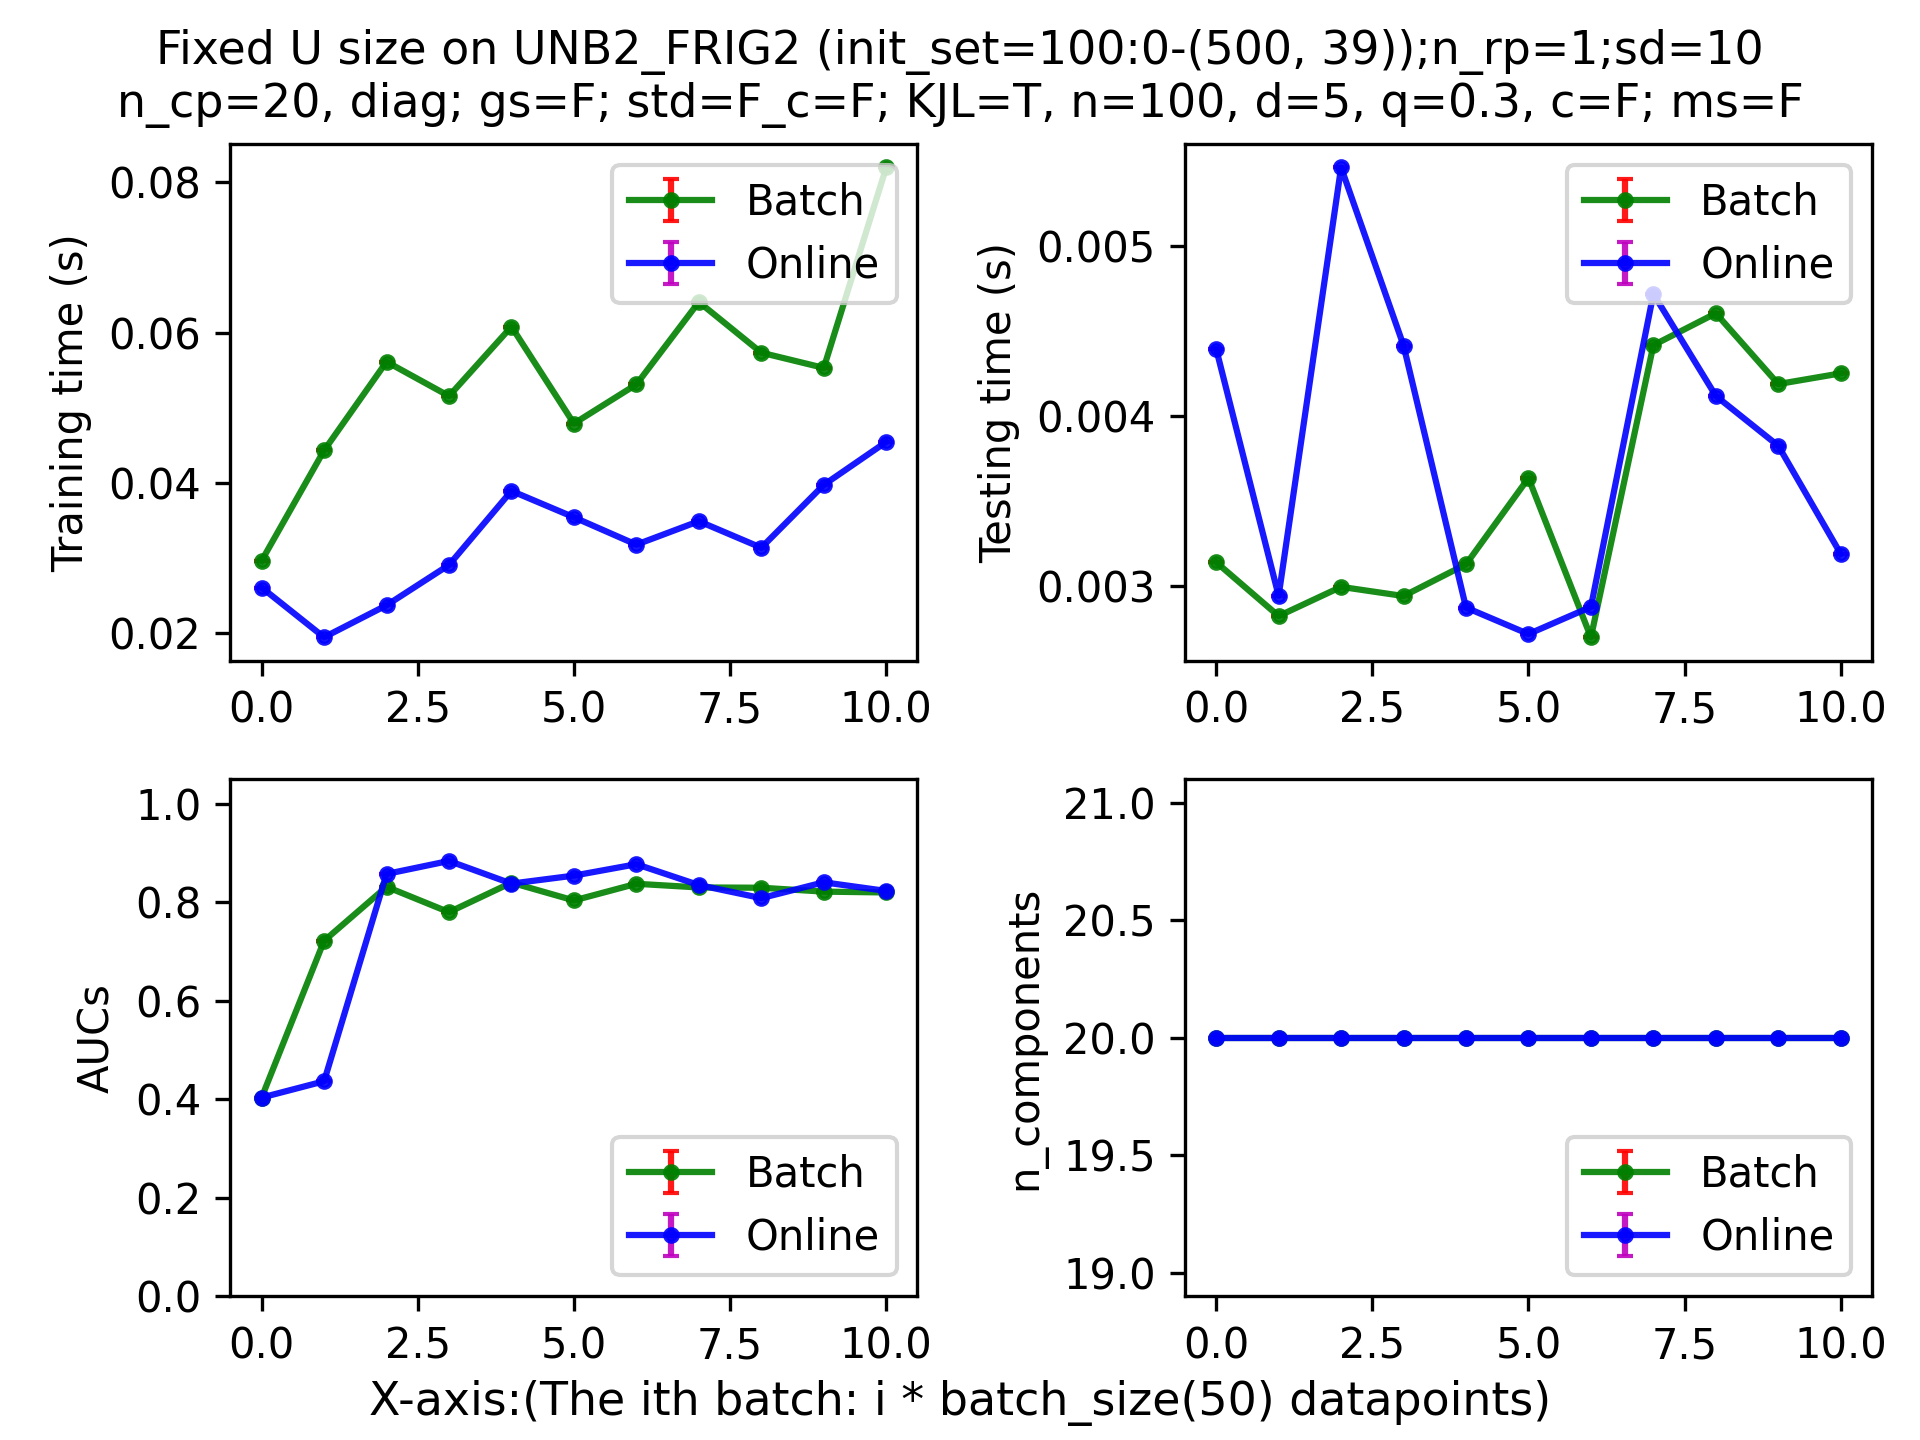 Fixed U size on UNB2_FRIG2 (init_set=100:0-(500, 39));n_rp=1;sd=10
n_cp=20, diag; gs=F; std=F_c=F; KJL=T, n=100, d=5, q=0.3, c=F; ms=F
Training time (s)
0.08
0.06
0.04
0.02
0.0 2.5 5.0 7.5 10.0
Batch
Online
Testing time (s)
0.005
0.004
0.003
0.0 2.5 5.0 7.5 10.0
Batch
Online
AUCs
1.0
0.8
0.6
0.4
0.2
0.0
0.0 2.5 5.0 7.5 10.0
Batch
Online
n_components
21.0
20.5
20.0
19.5
19.0
0.0 2.5 5.0 7.5 10.0
Batch
Online
X-axis:(The ith batch: i * batch_size(50) datapoints)